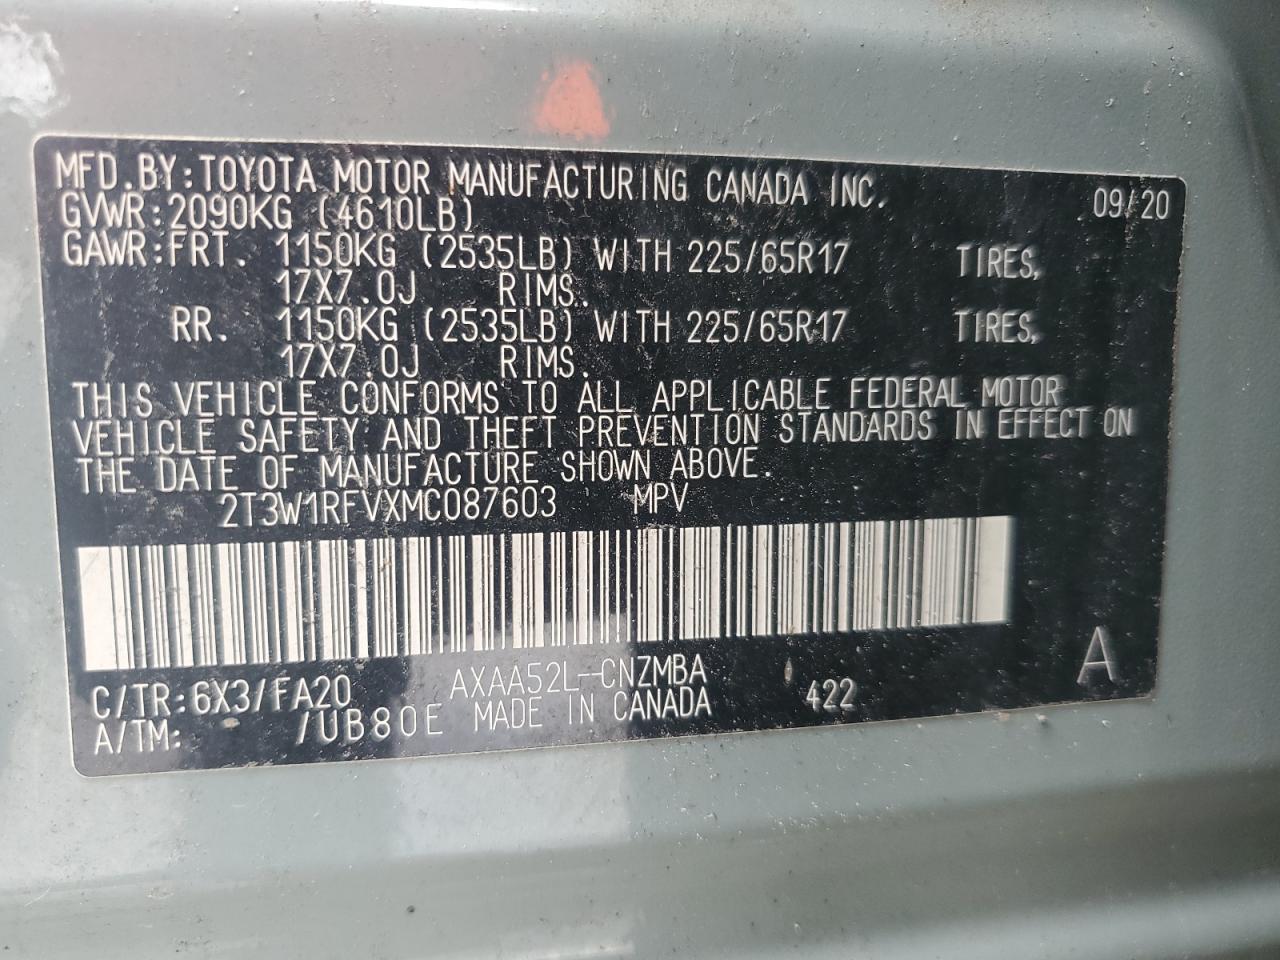 MFD.BY:TOYOTA MOTOR MANUFACTURING CANADA INC. 09/20
GVWR:2090KG (4610LB)
GAWR:FRT. 1150KG (2535LB) WITH 225/65R17 TIRES,
17X7.0J RIMS.
RR. 1150KG (2535LB) WITH 225/65R17 TIRES,
17X7.0J RIMS.
THIS VEHICLE CONFORMS TO ALL APPLICABLE FEDERAL MOTOR
VEHICLE SAFETY AND THEFT PREVENTION STANDARDS IN EFFECT ON
THE DATE OF MANUFACTURE SHOWN ABOVE.
2T3W1RFVXMC087603 MPV
A
C/TR:6X3/FA20 AXAA52L-CNZMBA
A/TM: /UB80E MADE IN CANADA 422